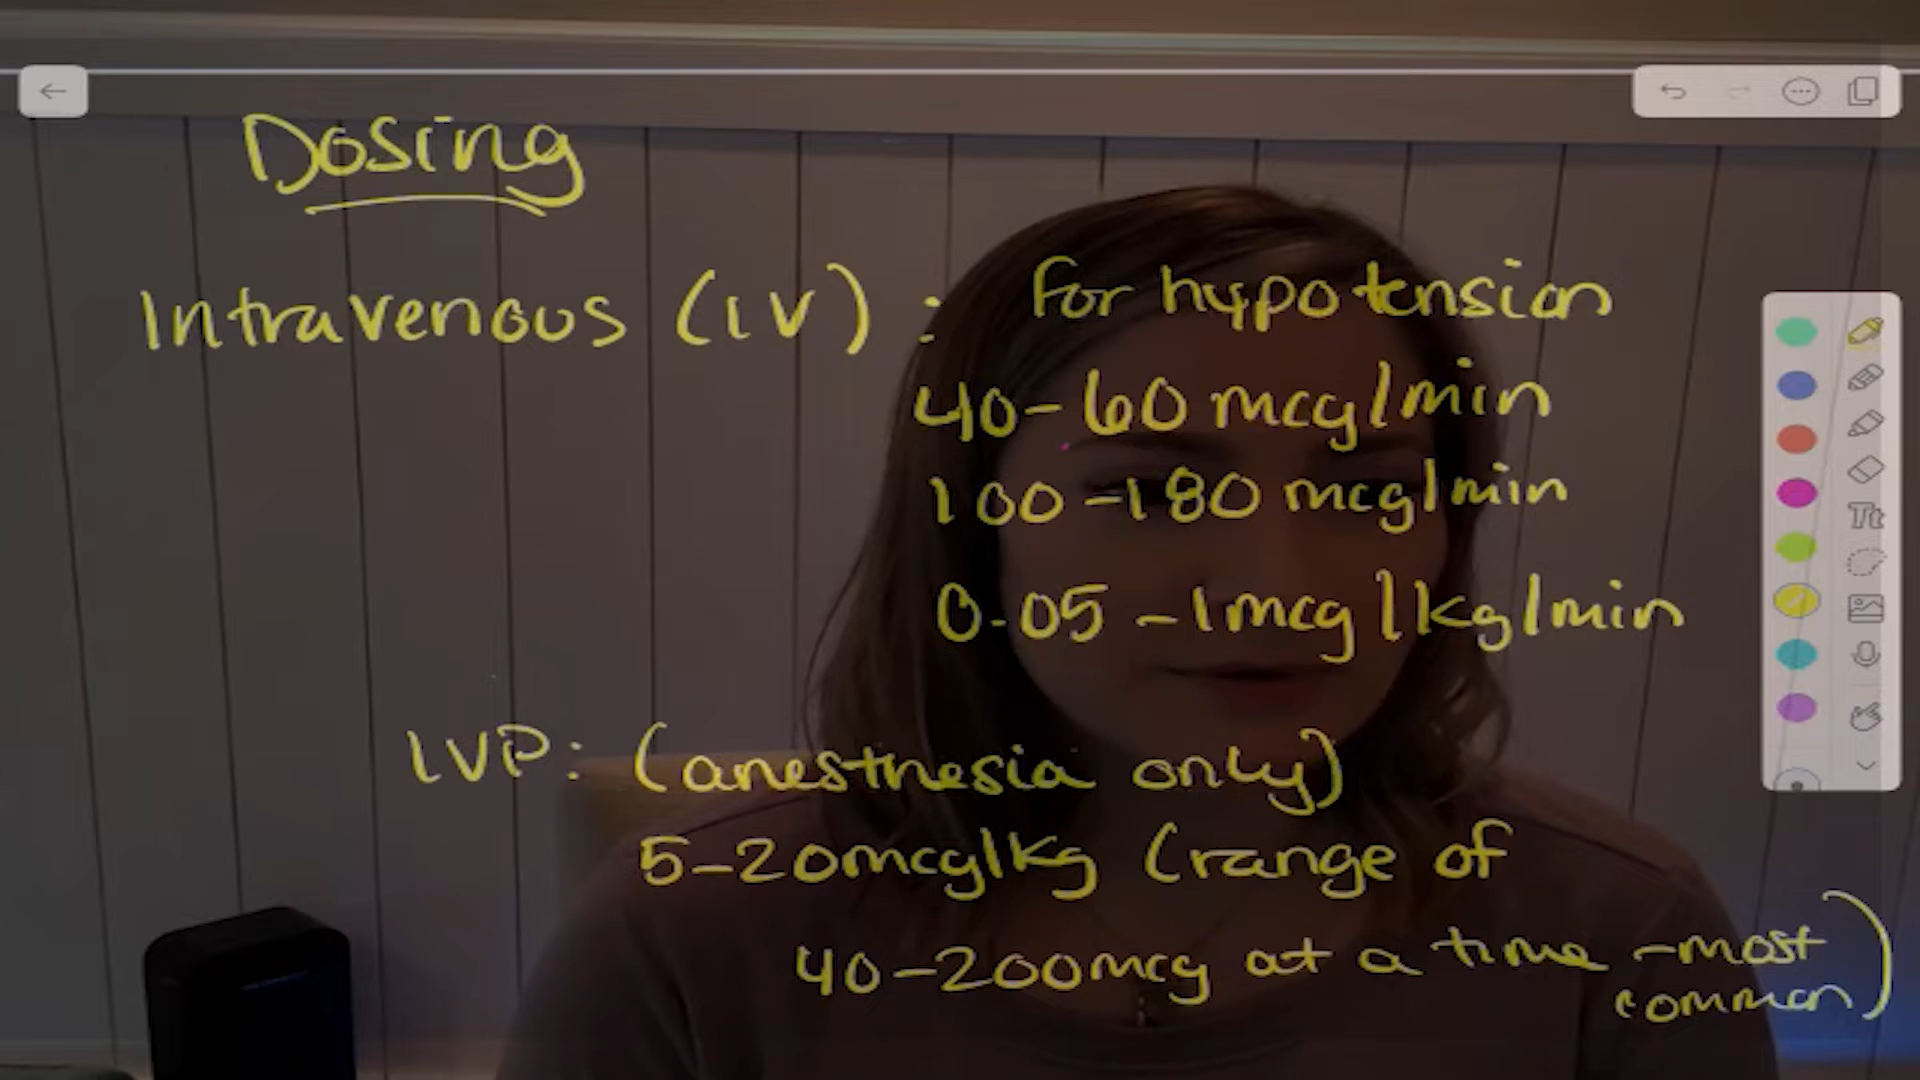 Dosing
Intravenous (IV) : For hypotension
40-60 mcg/min
100-180 mcg/min
0.05 -1mcg/kg/min
IVP: (anesthesia only)
5-20mcg/kg (range of
40-200mcg at a time -most
common)
Tt